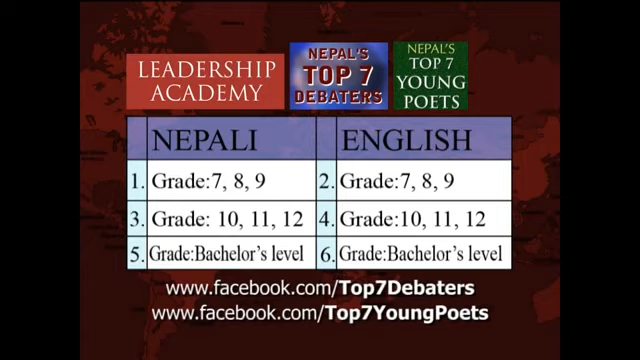 LEADERSHIP
ACADEMY
NEPAL'S
TOP 7
DEBATERS
NEPAL'S
TOP 7
YOUNG
POETS
NEPALI ENGLISH
1. Grade:7, 8, 9 2. Grade:7, 8, 9
3. Grade: 10, 11, 12 4. Grade:10, 11, 12
5. Grade:Bachelor's level 6. Grade:Bachelor's level
www.facebook.com/Top7Debaters
www.facebook.com/Top7YoungPoets